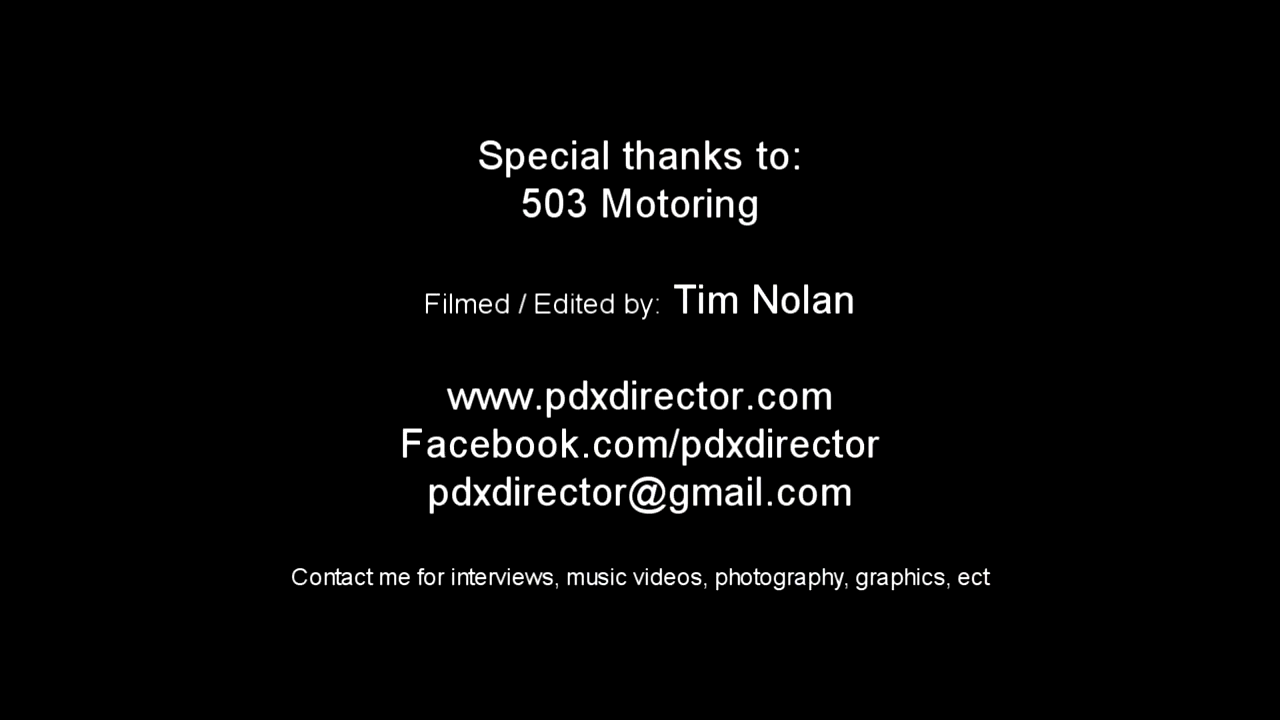 Special thanks to:
503 Motoring
Filmed / Edited by: Tim Nolan
www.pdxdirector.com
Facebook.com/pdxdirector
pdxdirector@gmail.com
Contact me for interviews, music videos, photography, graphics, ect